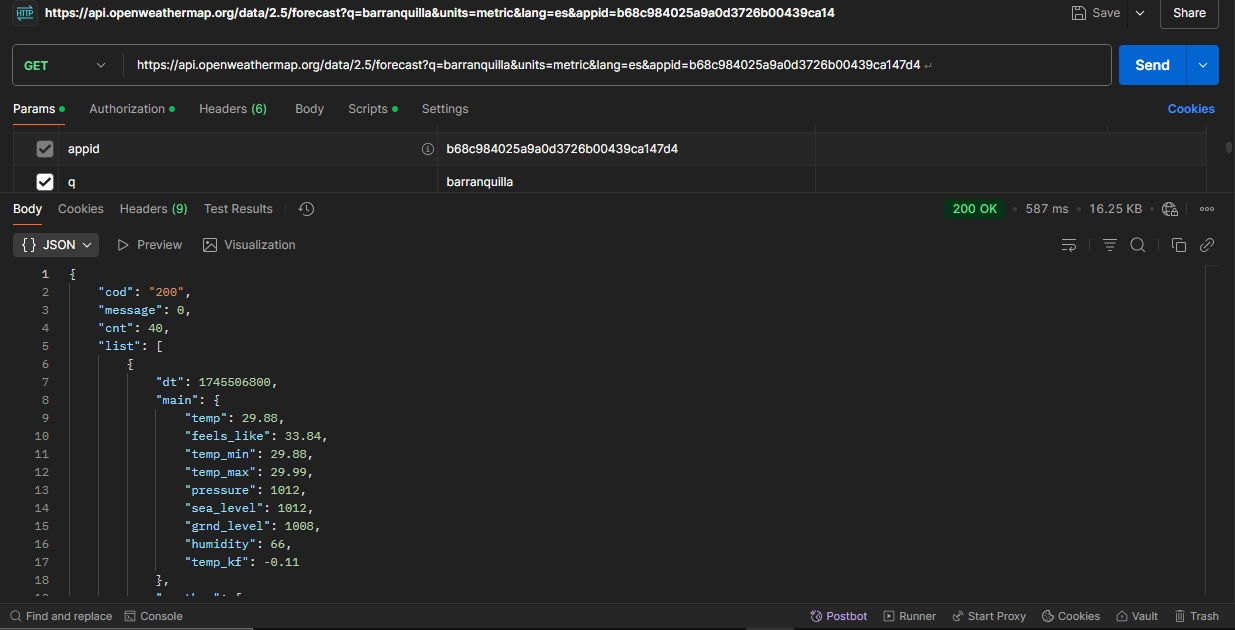 HTTP https://api.openweathermap.org/data/2.5/forecast?q=barranquilla&units=metric&lang=es&appid=b68c984025a9a0d3726b00439ca14 Save Share
GET https://api.openweathermap.org/data/2.5/forecast?q=barranquilla&units=metric&lang=es&appid=b68c984025a9a0d3726b00439ca147d4 Send
Params Authorization Headers (6) Body Scripts Settings Cookies
appid b68c984025a9a0d3726b00439ca147d4
q barranquilla
Body Cookies Headers (9) Test Results 200 OK 587 ms 16.25 KB
{} JSON Preview Visualization
1 {
2 "cod": "200",
3 "message": 0,
4 "cnt": 40,
5 "list": [
6 {
7 "dt": 1745506800,
8 "main": {
9 "temp": 29.88,
10 "feels_like": 33.84,
11 "temp_min": 29.88,
12 "temp_max": 29.99,
13 "pressure": 1012,
14 "sea_level": 1012,
15 "grnd_level": 1008,
16 "humidity": 66,
17 "temp_kf": -0.11
18 },
Find and replace Console Postbot Runner Start Proxy Cookies Vault Trash